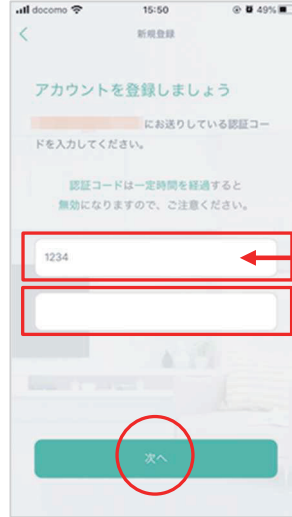 docomo 15:50 49%
新規登録
アカウントを登録しましょう
にお送りしている認証コー
ドを入力してください。
認証コードは一定時間を経過すると
無効になりますので、ご注意ください。
1234
次へ